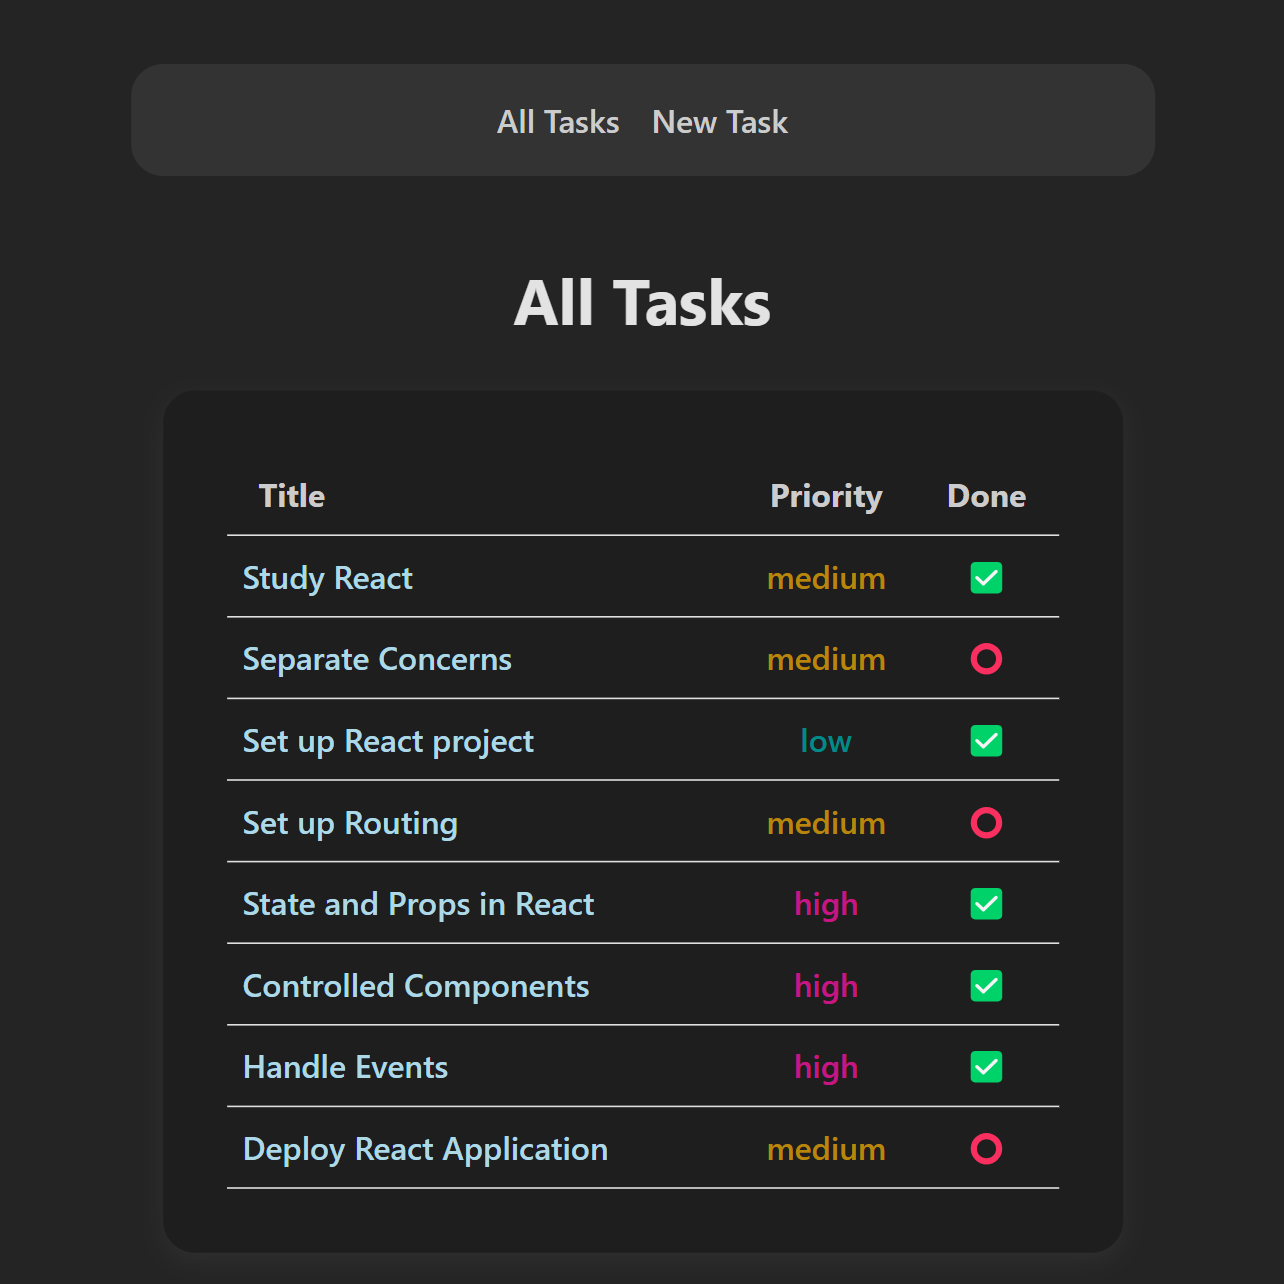 All Tasks New Task
All Tasks
Title Priority Done
Study React medium ✅
Separate Concerns medium ⭕
Set up React project low ✅
Set up Routing medium ⭕
State and Props in React high ✅
Controlled Components high ✅
Handle Events high ✅
Deploy React Application medium ⭕